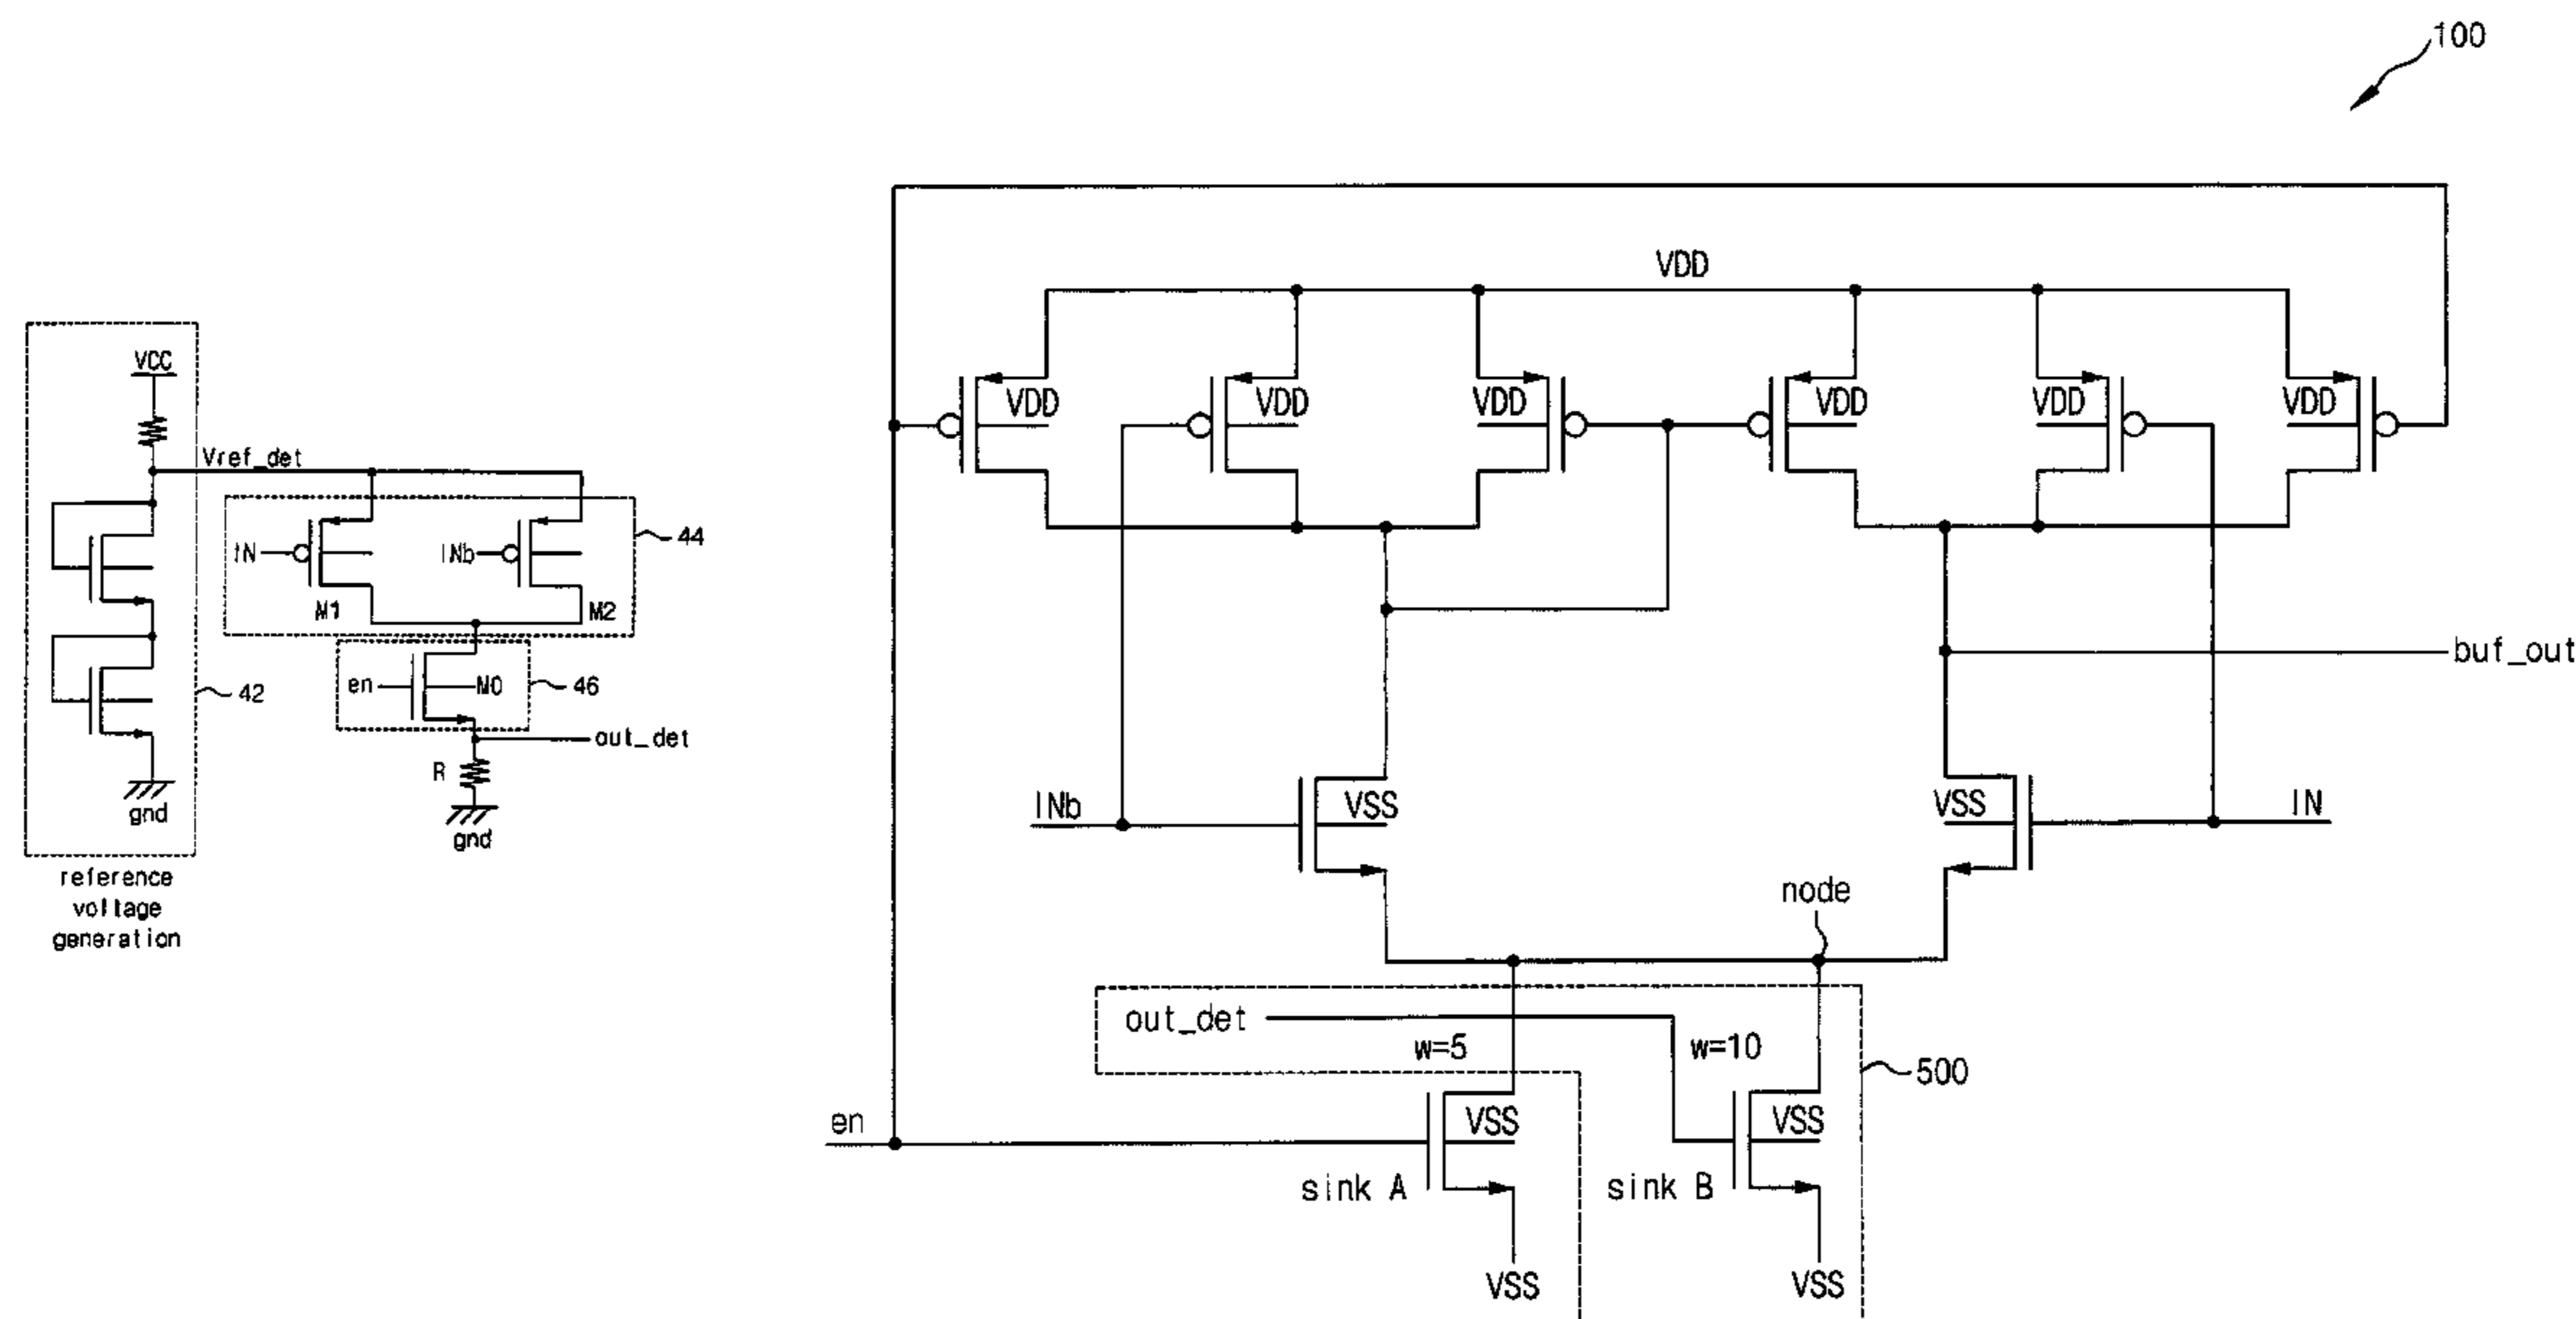 100
VDD
VCC
VDD
VDD
VDD
VDD
VDD
VDD
Vref_det
IN
INb
44
M1
M2
en
M0
46
42
out_det
buf_out
R
gnd
gnd
INb
VSS
VSS
IN
reference
voltage
generation
node
out_det
w=5
w=10
500
en
VSS
VSS
sink A
sink B
VSS
VSS